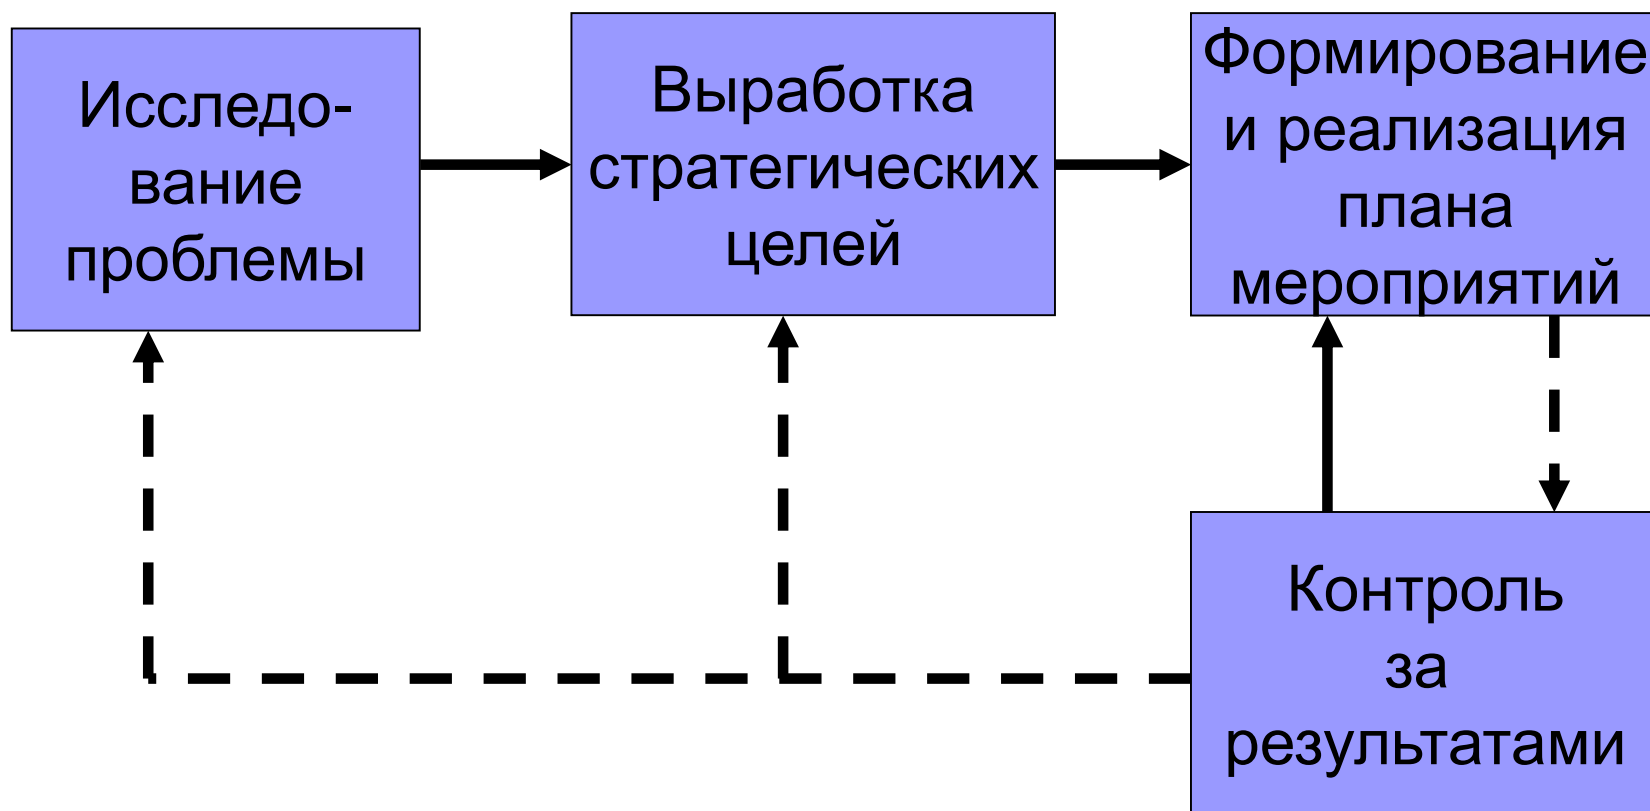 Исследо-
вание
проблемы
Выработка
стратегических
целей
Формирование
и реализация
плана
мероприятий
Контроль
за
результатами